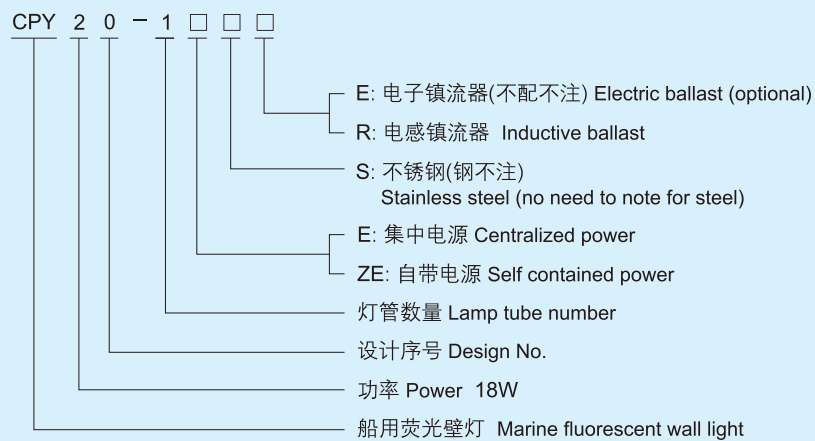 CPY 2 0 - 1 □ □ □
E: 电子镇流器(不配不注) Electric ballast (optional)
R: 电感镇流器 Inductive ballast
S: 不锈钢(钢不注)
Stainless steel (no need to note for steel)
E: 集中电源 Centralized power
ZE: 自带电源 Self contained power
灯管数量 Lamp tube number
设计序号 Design No.
功率 Power 18W
船用荧光壁灯 Marine fluorescent wall light